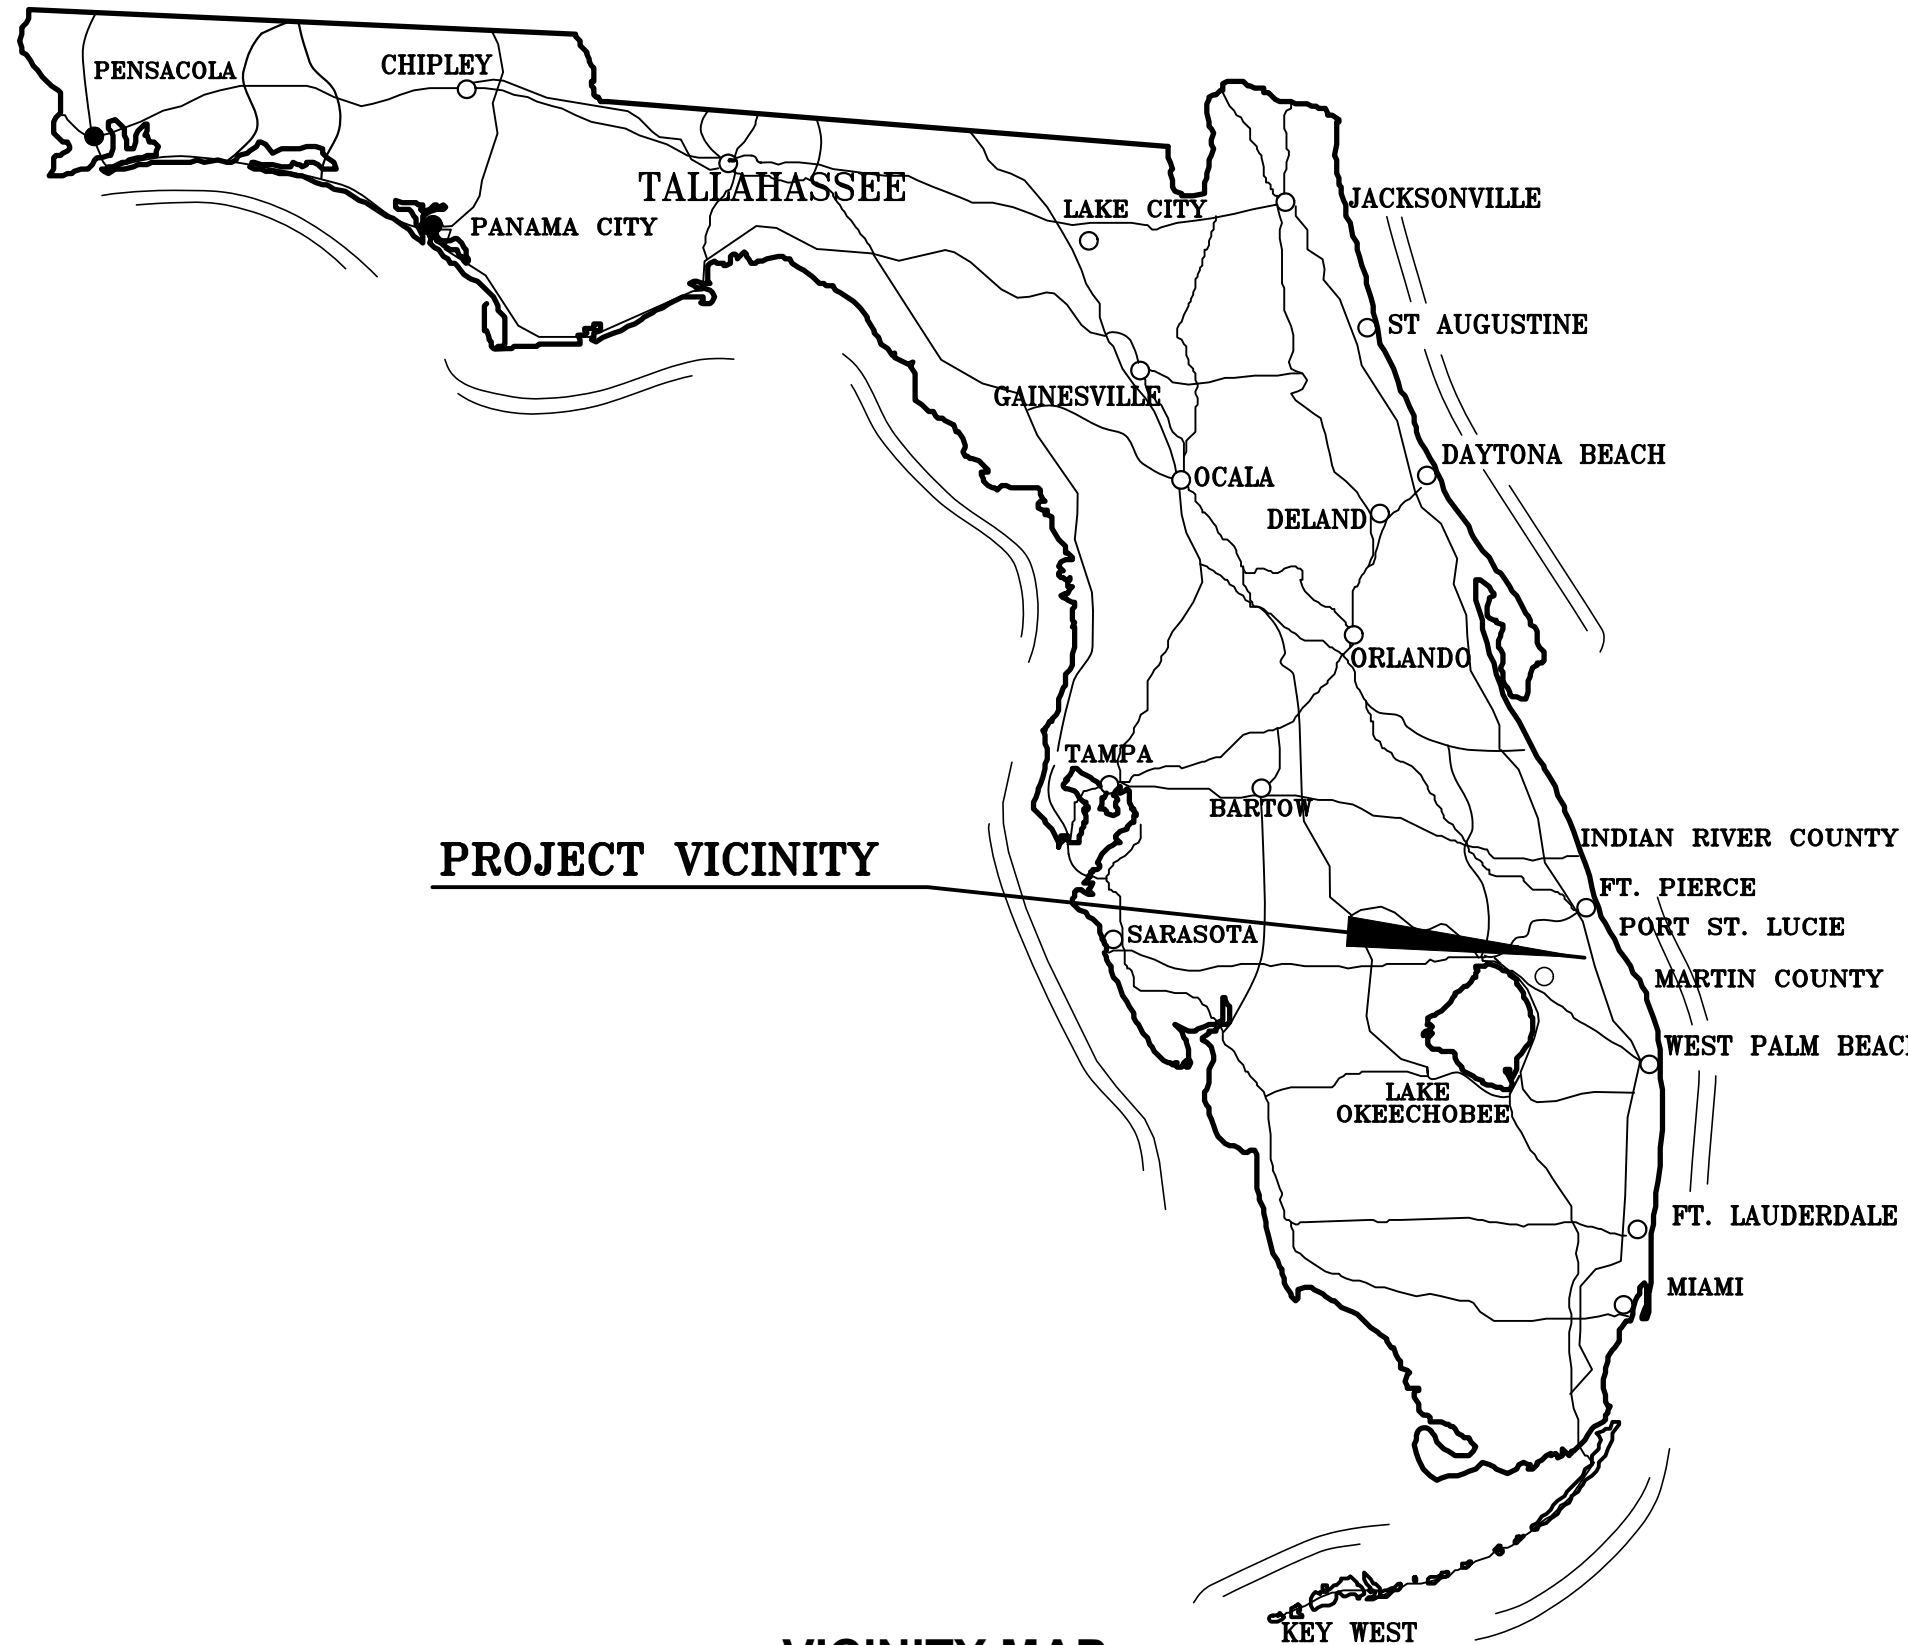 PENSACOLA
CHIPLEY
TALLAHASSEE
PANAMA CITY
LAKE CITY
JACKSONVILLE
ST AUGUSTINE
GAINESVILLE
DAYTONA BEACH
OCALA
DELAND
ORLANDO
TAMPA
BARTOW
INDIAN RIVER COUNTY
PROJECT VICINITY
FT. PIERCE
PORT ST. LUCIE
SARASOTA
MARTIN COUNTY
WEST PALM BEAC
LAKE
OKEECHOBEE
FT. LAUDERDALE
MIAMI
KEY WEST
VICINITY MAP